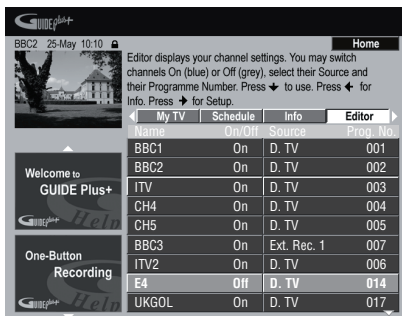 GUIDE plus+
BBC2 25-May 10:10
Home
Editor displays your channel settings. You may switch
channels On (blue) or Off (grey), select their Source and
their Programme Number. Press to use. Press for
Info. Press for Setup.
My TV Schedule Info Editor
Name On/Off Source Prog. No.
BBC1 On D. TV 001
BBC2 On D. TV 002
ITV On D. TV 003
CH4 On D. TV 004
CH5 On D. TV 005
BBC3 On Ext. Rec. 1 007
ITV2 On D. TV 006
E4 Off D. TV 014
UKGOL On D. TV 017
Welcome to
GUIDE Plus+
GUIDE plus+ Help
One-Button
Recording
GUIDE plus+ Help